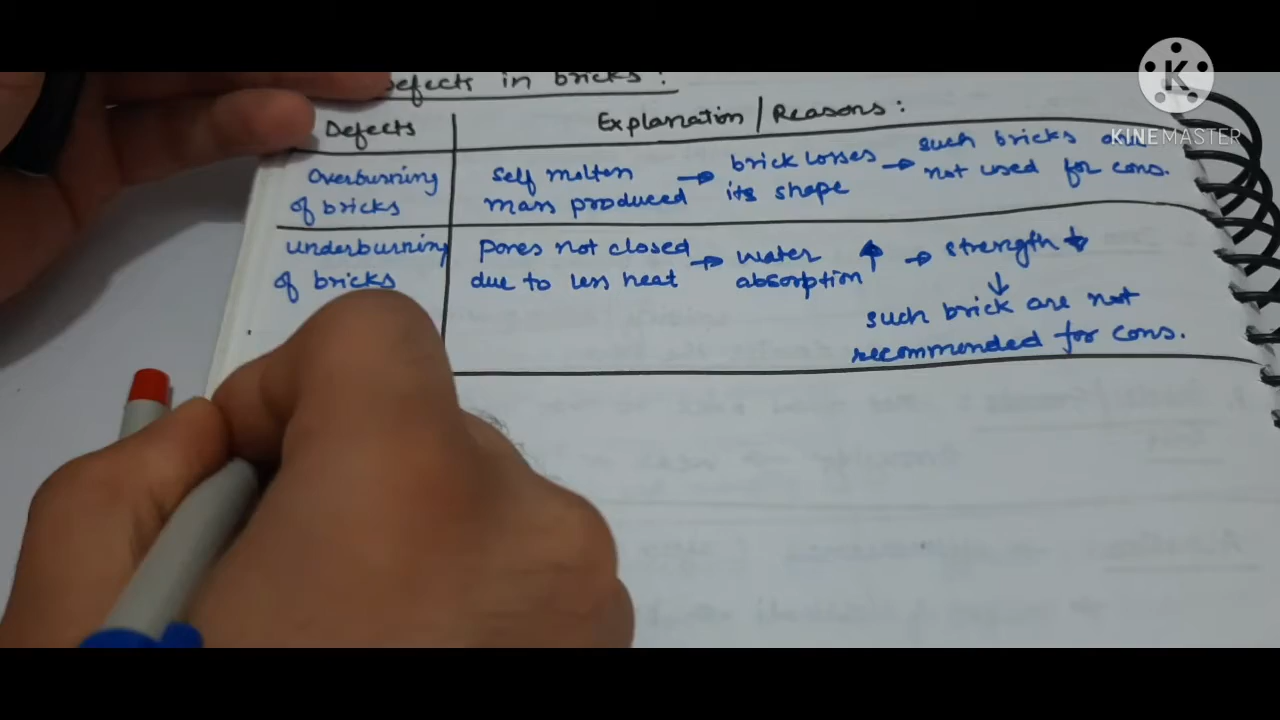 Defects in bricks :
Defects
Explanation / Reasons :
Overburning
of bricks
self molten
mass produced
→ brick losses
its shape
→ such bricks are
not used for cons.
Underburning
of bricks
Pores not closed
due to less heat
→ water
absorption ↑
→ strength ↓
↓
such brick are not
recommended for cons.
K
KINEMASTER